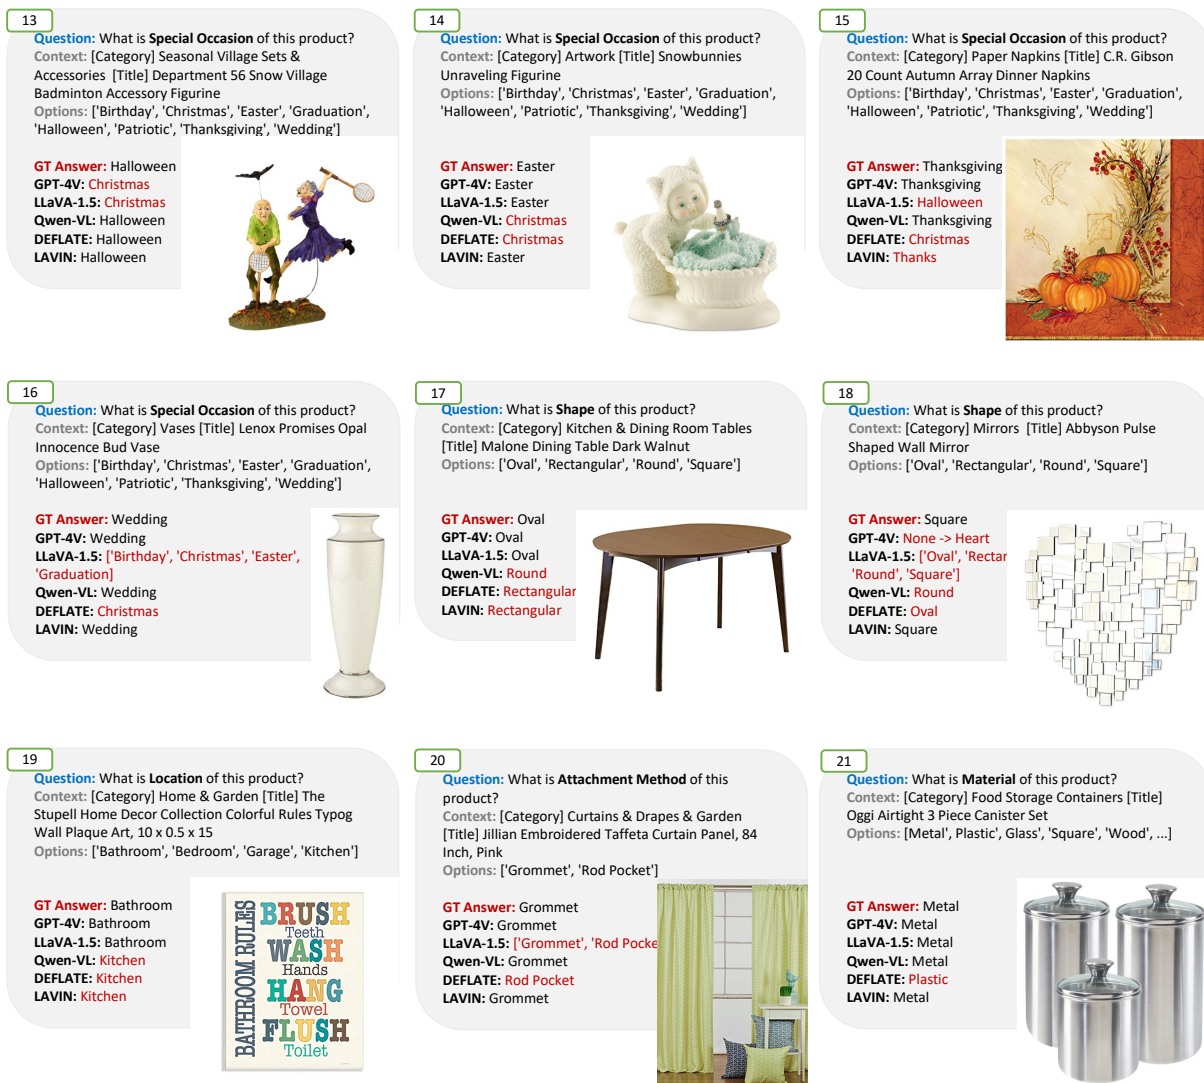 13
Question: What is Special Occasion of this product?
Context: [Category] Seasonal Village Sets &
Accessories [Title] Department 56 Snow Village
Badminton Accessory Figurine
Options: ['Birthday', 'Christmas', 'Easter', 'Graduation',
'Halloween', 'Patriotic', 'Thanksgiving', 'Wedding']
GT Answer: Halloween
GPT-4V: Christmas
LLaVA-1.5: Christmas
Qwen-VL: Halloween
DEFLATE: Halloween
LAVIN: Halloween
14
Question: What is Special Occasion of this product?
Context: [Category] Artwork [Title] Snowbunnies
Unraveling Figurine
Options: ['Birthday', 'Christmas', 'Easter', 'Graduation',
'Halloween', 'Patriotic', 'Thanksgiving', 'Wedding']
GT Answer: Easter
GPT-4V: Easter
LLaVA-1.5: Easter
Qwen-VL: Christmas
DEFLATE: Christmas
LAVIN: Easter
15
Question: What is Special Occasion of this product?
Context: [Category] Paper Napkins [Title] C.R. Gibson
20 Count Autumn Array Dinner Napkins
Options: ['Birthday', 'Christmas', 'Easter', 'Graduation',
'Halloween', 'Patriotic', 'Thanksgiving', 'Wedding']
GT Answer: Thanksgiving
GPT-4V: Thanksgiving
LLaVA-1.5: Halloween
Qwen-VL: Thanksgiving
DEFLATE: Christmas
LAVIN: Thanks
16
Question: What is Special Occasion of this product?
Context: [Category] Vases [Title] Lenox Promises Opal
Innocence Bud Vase
Options: ['Birthday', 'Christmas', 'Easter', 'Graduation',
'Halloween', 'Patriotic', 'Thanksgiving', 'Wedding']
GT Answer: Wedding
GPT-4V: Wedding
LLaVA-1.5: ['Birthday', 'Christmas', 'Easter',
'Graduation]
Qwen-VL: Wedding
DEFLATE: Christmas
LAVIN: Wedding
17
Question: What is Shape of this product?
Context: [Category] Kitchen & Dining Room Tables
[Title] Malone Dining Table Dark Walnut
Options: ['Oval', 'Rectangular', 'Round', 'Square']
GT Answer: Oval
GPT-4V: Oval
LLaVA-1.5: Oval
Qwen-VL: Round
DEFLATE: Rectangular
LAVIN: Rectangular
18
Question: What is Shape of this product?
Context: [Category] Mirrors [Title] Abbyson Pulse
Shaped Wall Mirror
Options: ['Oval', 'Rectangular', 'Round', 'Square']
GT Answer: Square
GPT-4V: None -> Heart
LLaVA-1.5: ['Oval', 'Rectar
'Round', 'Square']
Qwen-VL: Round
DEFLATE: Oval
LAVIN: Square
19
Question: What is Location of this product?
Context: [Category] Home & Garden [Title] The
Stupell Home Decor Collection Colorful Rules Typog
Wall Plaque Art, 10 x 0.5 x 15
Options: ['Bathroom', 'Bedroom', 'Garage', 'Kitchen']
GT Answer: Bathroom
GPT-4V: Bathroom
LLaVA-1.5: Bathroom
Qwen-VL: Kitchen
DEFLATE: Kitchen
LAVIN: Kitchen
BATHROOM RULES
BRUSH
Teeth
WASH
Hands
HANG
Towel
FLUSH
Toilet
20
Question: What is Attachment Method of this
product?
Context: [Category] Curtains & Drapes & Garden
[Title] Jillian Embroidered Taffeta Curtain Panel, 84
Inch, Pink
Options: ['Grommet', 'Rod Pocket']
GT Answer: Grommet
GPT-4V: Grommet
LLaVA-1.5: ['Grommet', 'Rod Pocke
Qwen-VL: Grommet
DEFLATE: Rod Pocket
LAVIN: Grommet
21
Question: What is Material of this product?
Context: [Category] Food Storage Containers [Title]
Oggi Airtight 3 Piece Canister Set
Options: [Metal', Plastic', Glass', 'Square', 'Wood', ...]
GT Answer: Metal
GPT-4V: Metal
LLaVA-1.5: Metal
Qwen-VL: Metal
DEFLATE: Plastic
LAVIN: Metal